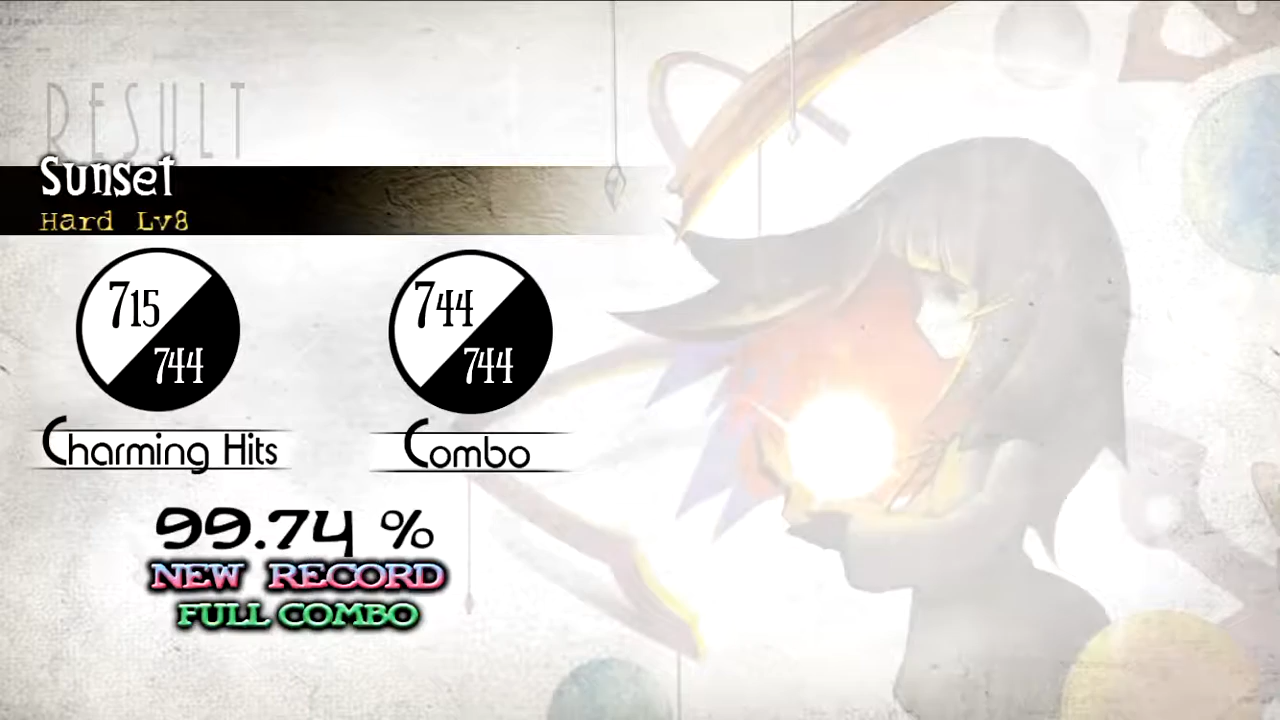 RESULT
Sunset
Hard Lv8
715
744
Charming Hits
744
744
Combo
99.74 %
NEW RECORD
FULL COMBO